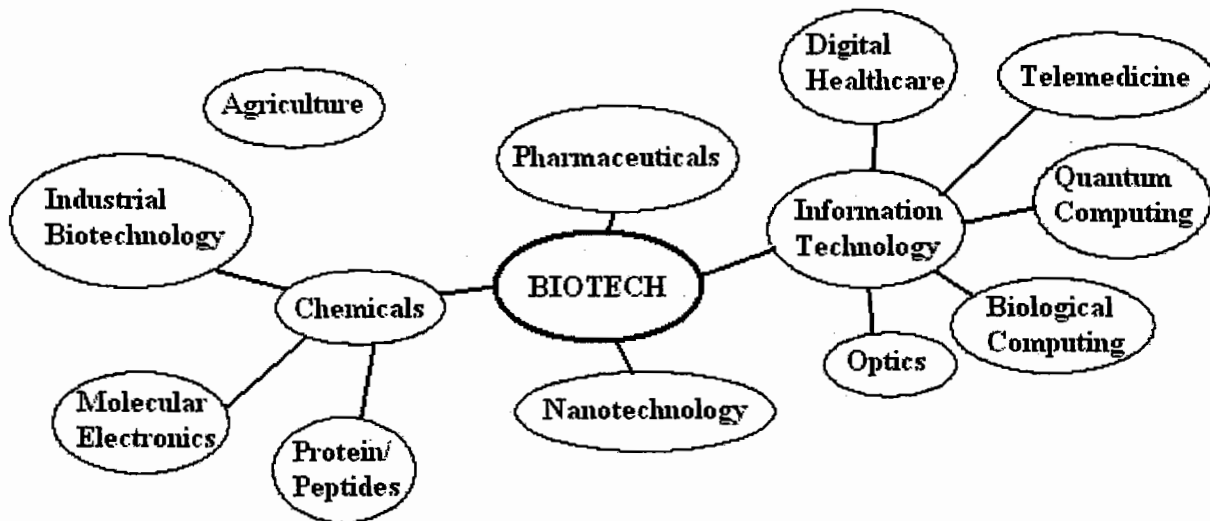 Digital
Healthcare
Telemedicine
Agriculture
Pharmaceuticals
Industrial
Biotechnology
Information
Technology
Quantum
Computing
BIOTECH
Chemicals
Biological
Computing
Optics
Molecular
Electronics
Nanotechnology
Protein/
Peptides